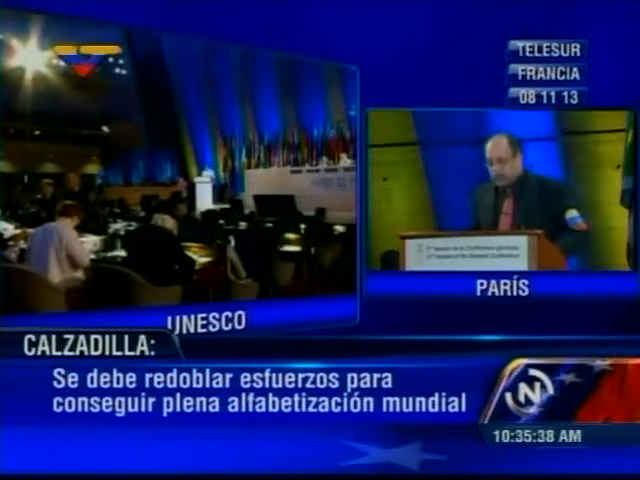 TELESUR
FRANCIA
08 11 13
UNESCO
PARÍS
CALZADILLA:
Se debe redoblar esfuerzos para
conseguir plena alfabetización mundial
N
10:35:38 AM